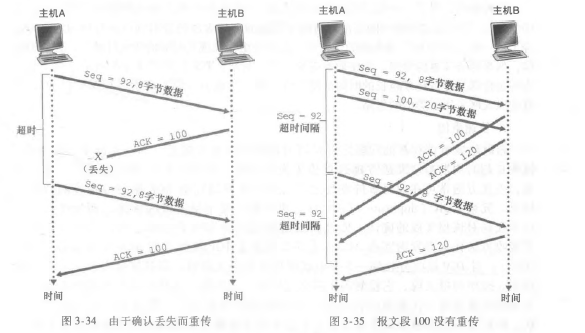 主机A
主机B
Seq = 92,8字节数据
超时
ACK = 100
X
(丢失)
Seq = 92,8字节数据
ACK = 100
时间
时间
图 3-34 由于确认丢失而重传
主机A
主机B
Seq = 92, 8字节数据
Seq = 100, 20字节数据
Seq = 92
超时间隔
ACK = 100
ACK = 120
Seq = 92, 8 字节数据
Seq = 92
超时间隔
ACK = 120
时间
时间
图 3-35 报文段 100 没有重传